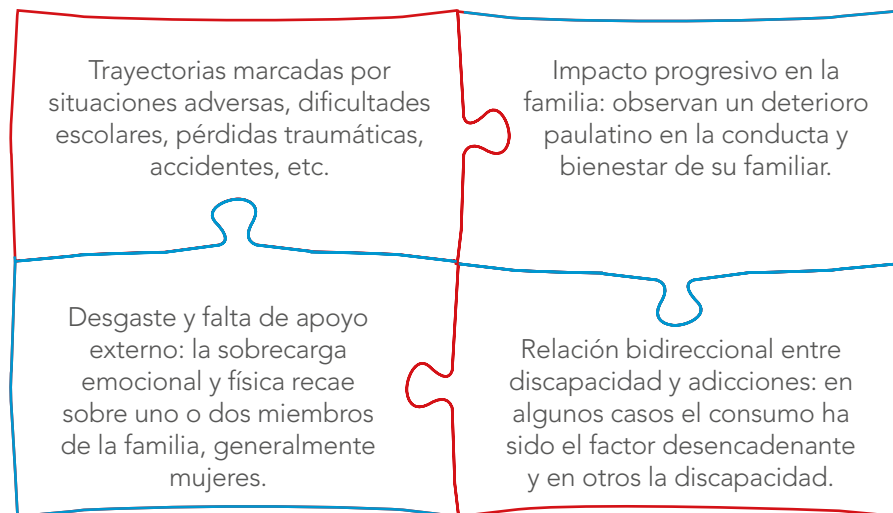 Trayectorias marcadas por
situaciones adversas, dificultades
escolares, pérdidas traumáticas,
accidentes, etc.
Impacto progresivo en la
familia: observan un deterioro
paulatino en la conducta y
bienestar de su familiar.
Desgaste y falta de apoyo
externo: la sobrecarga
emocional y física recae
sobre uno o dos miembros
de la familia, generalmente
mujeres.
Relación bidireccional entre
discapacidad y adicciones: en
algunos casos el consumo ha
sido el factor desencadenante
y en otros la discapacidad.